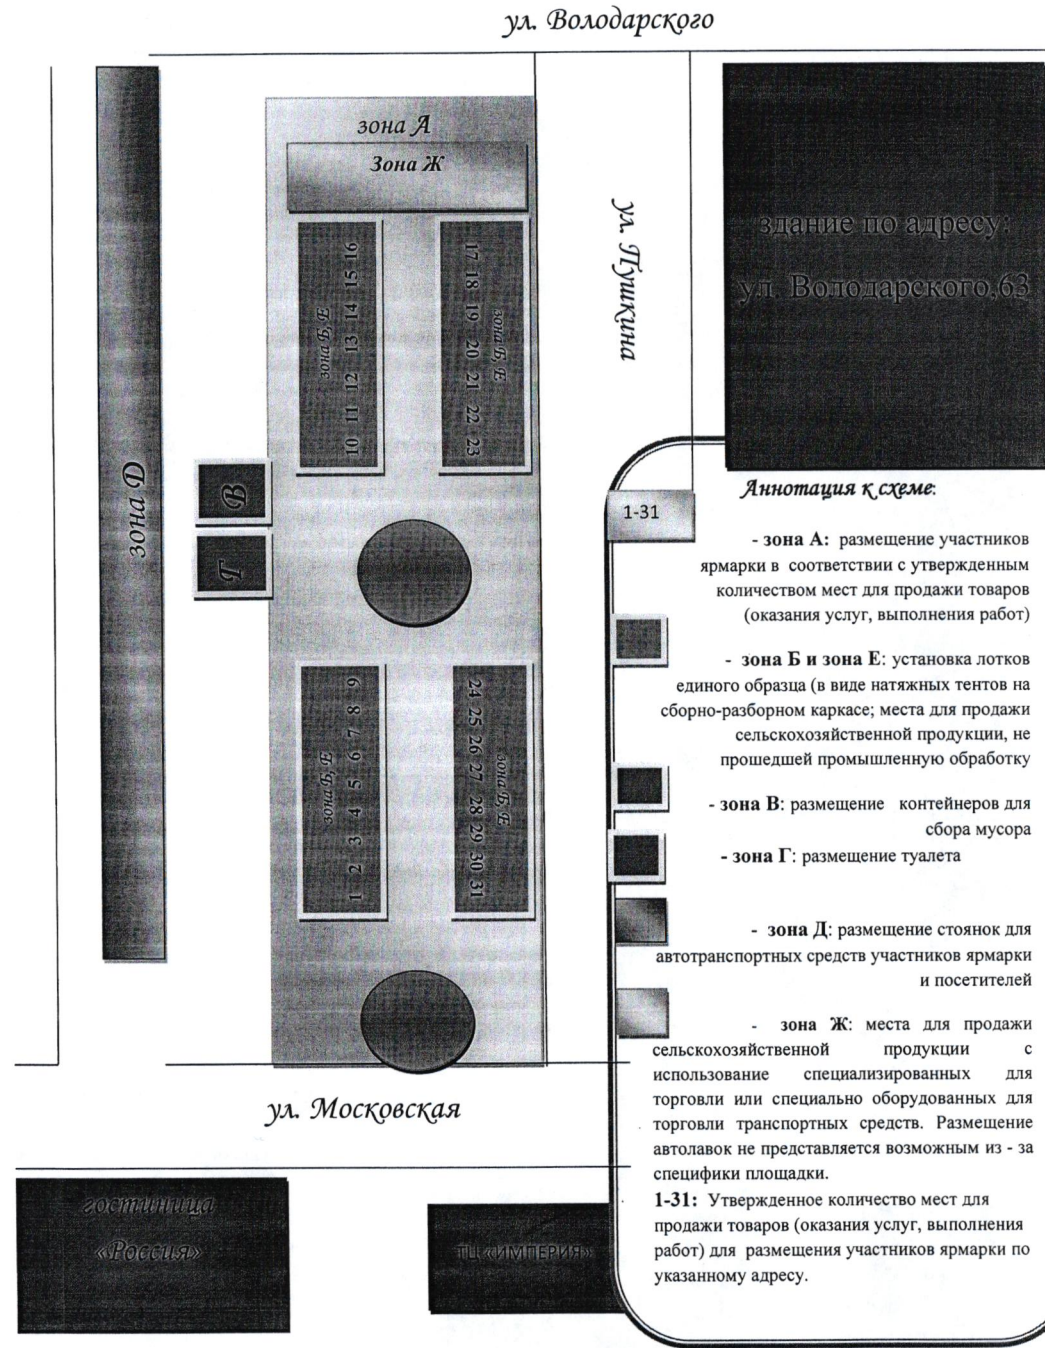 ул. Володарского
зона А
Зона Ж
10 11 12 13 14 15 16
зона Б, Е
17 18 19 20 21 22 23
зона Б, Е
ул. Пушкина
здание по адресу:
ул. Володарского,63
зона D
В
Г
1 2 3 4 5 6 7 8 9
зона Б, Е
24 25 26 27 28 29 30 31
зона Б, Е
ул. Московская
гостиница
«Россия»
ТЦ «ИМПЕРИЯ»
Аннотация к схеме:
1-31
- зона А: размещение участников
ярмарки в соответствии с утвержденным
количеством мест для продажи товаров
(оказания услуг, выполнения работ)
- зона Б и зона Е: установка лотков
единого образца (в виде натяжных тентов на
сборно-разборном каркасе; места для продажи
сельскохозяйственной продукции, не
прошедшей промышленную обработку
- зона В: размещение контейнеров для
сбора мусора
- зона Г: размещение туалета
- зона Д: размещение стоянок для
автотранспортных средств участников ярмарки
и посетителей
- зона Ж: места для продажи
сельскохозяйственной продукции с
использование специализированных для
торговли или специально оборудованных для
торговли транспортных средств. Размещение
автолавок не представляется возможным из - за
специфики площадки.
1-31: Утвержденное количество мест для
продажи товаров (оказания услуг, выполнения
работ) для размещения участников ярмарки по
указанному адресу.